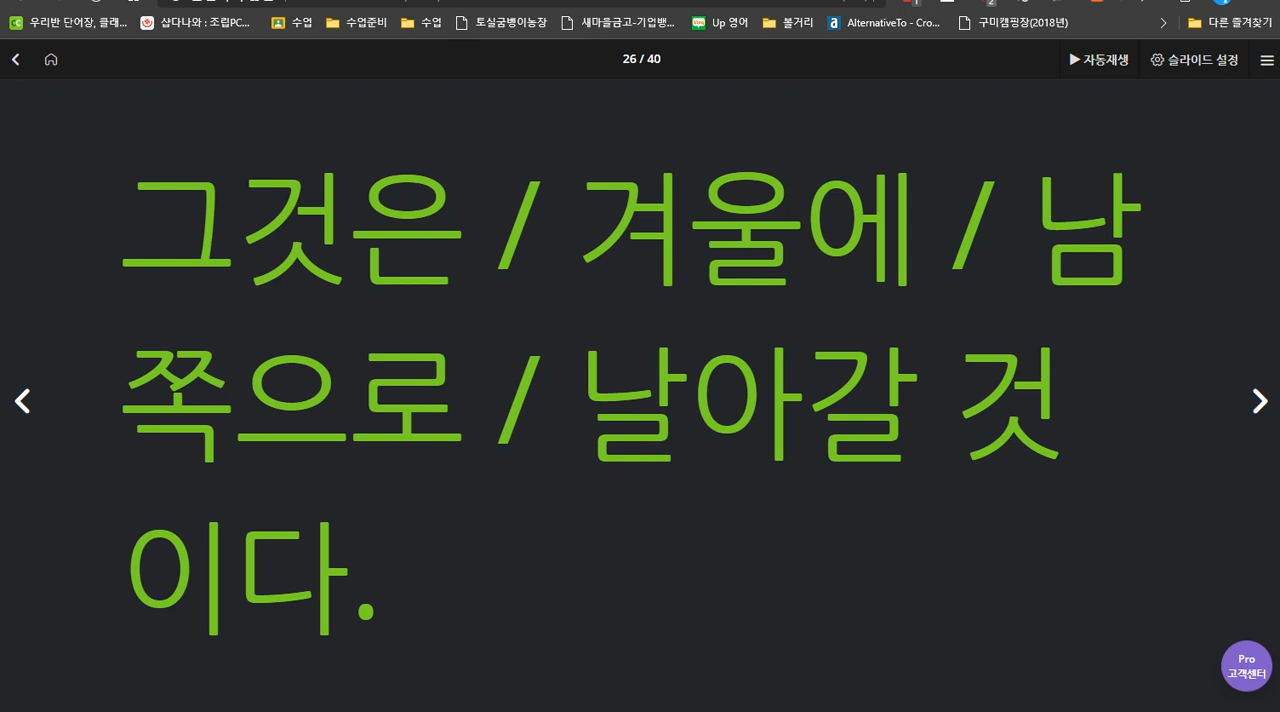 우리반 단어장, 클래... 샵다나와 : 조립PC... 수업 수업준비 수업 토실굼뱅이농장 새마을금고-기업뱅... Up 영어 볼거리 AlternativeTo - Cro... 구미캠핑장(2018년) 다른 즐겨찾기
26 / 40 자동재생 슬라이드 설정
그것은 / 겨울에 / 남
쪽으로 / 날아갈 것
이다.
Pro
고객센터